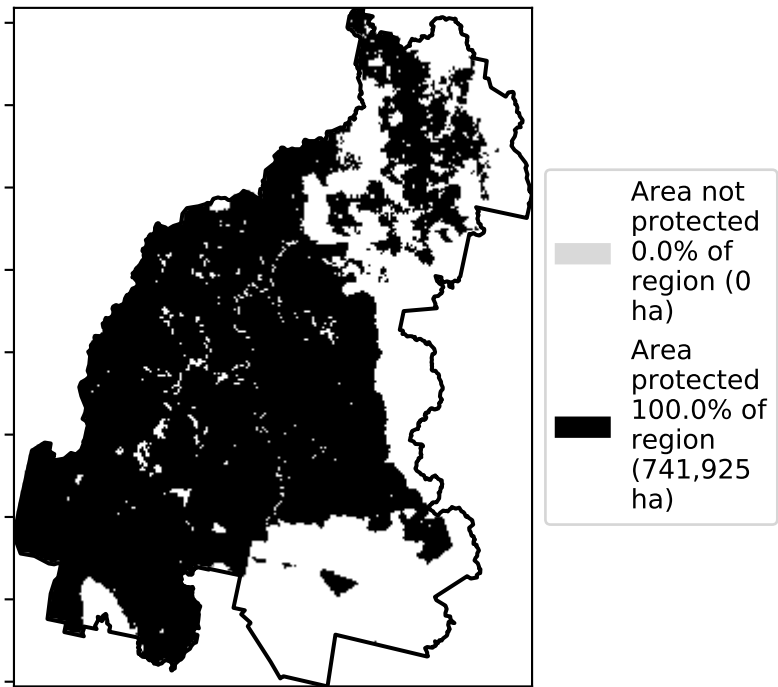 Area not
protected
0.0% of
region (0
ha)
Area
protected
100.0% of
region
(741,925
ha)